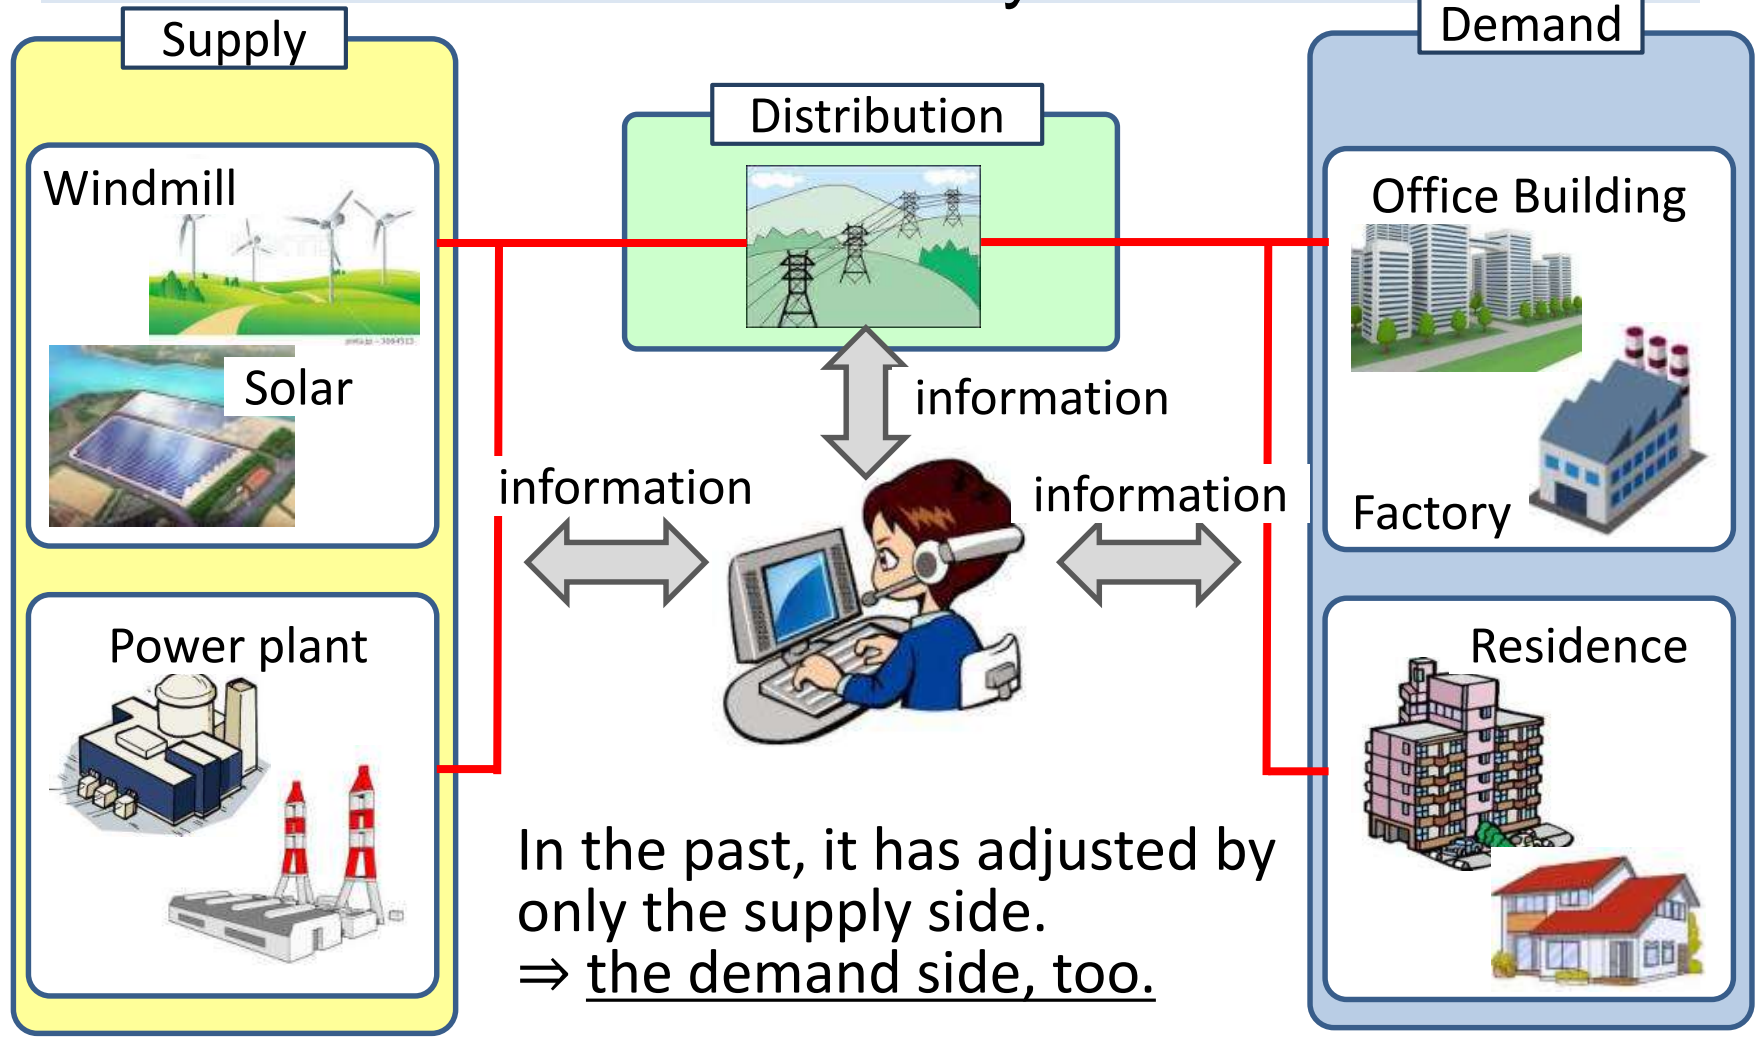 Supply
Demand
Distribution
Windmill
Solar
Power plant
Office Building
Factory
Residence
information
information
information
In the past, it has adjusted by
only the supply side.
⇒ the demand side, too.